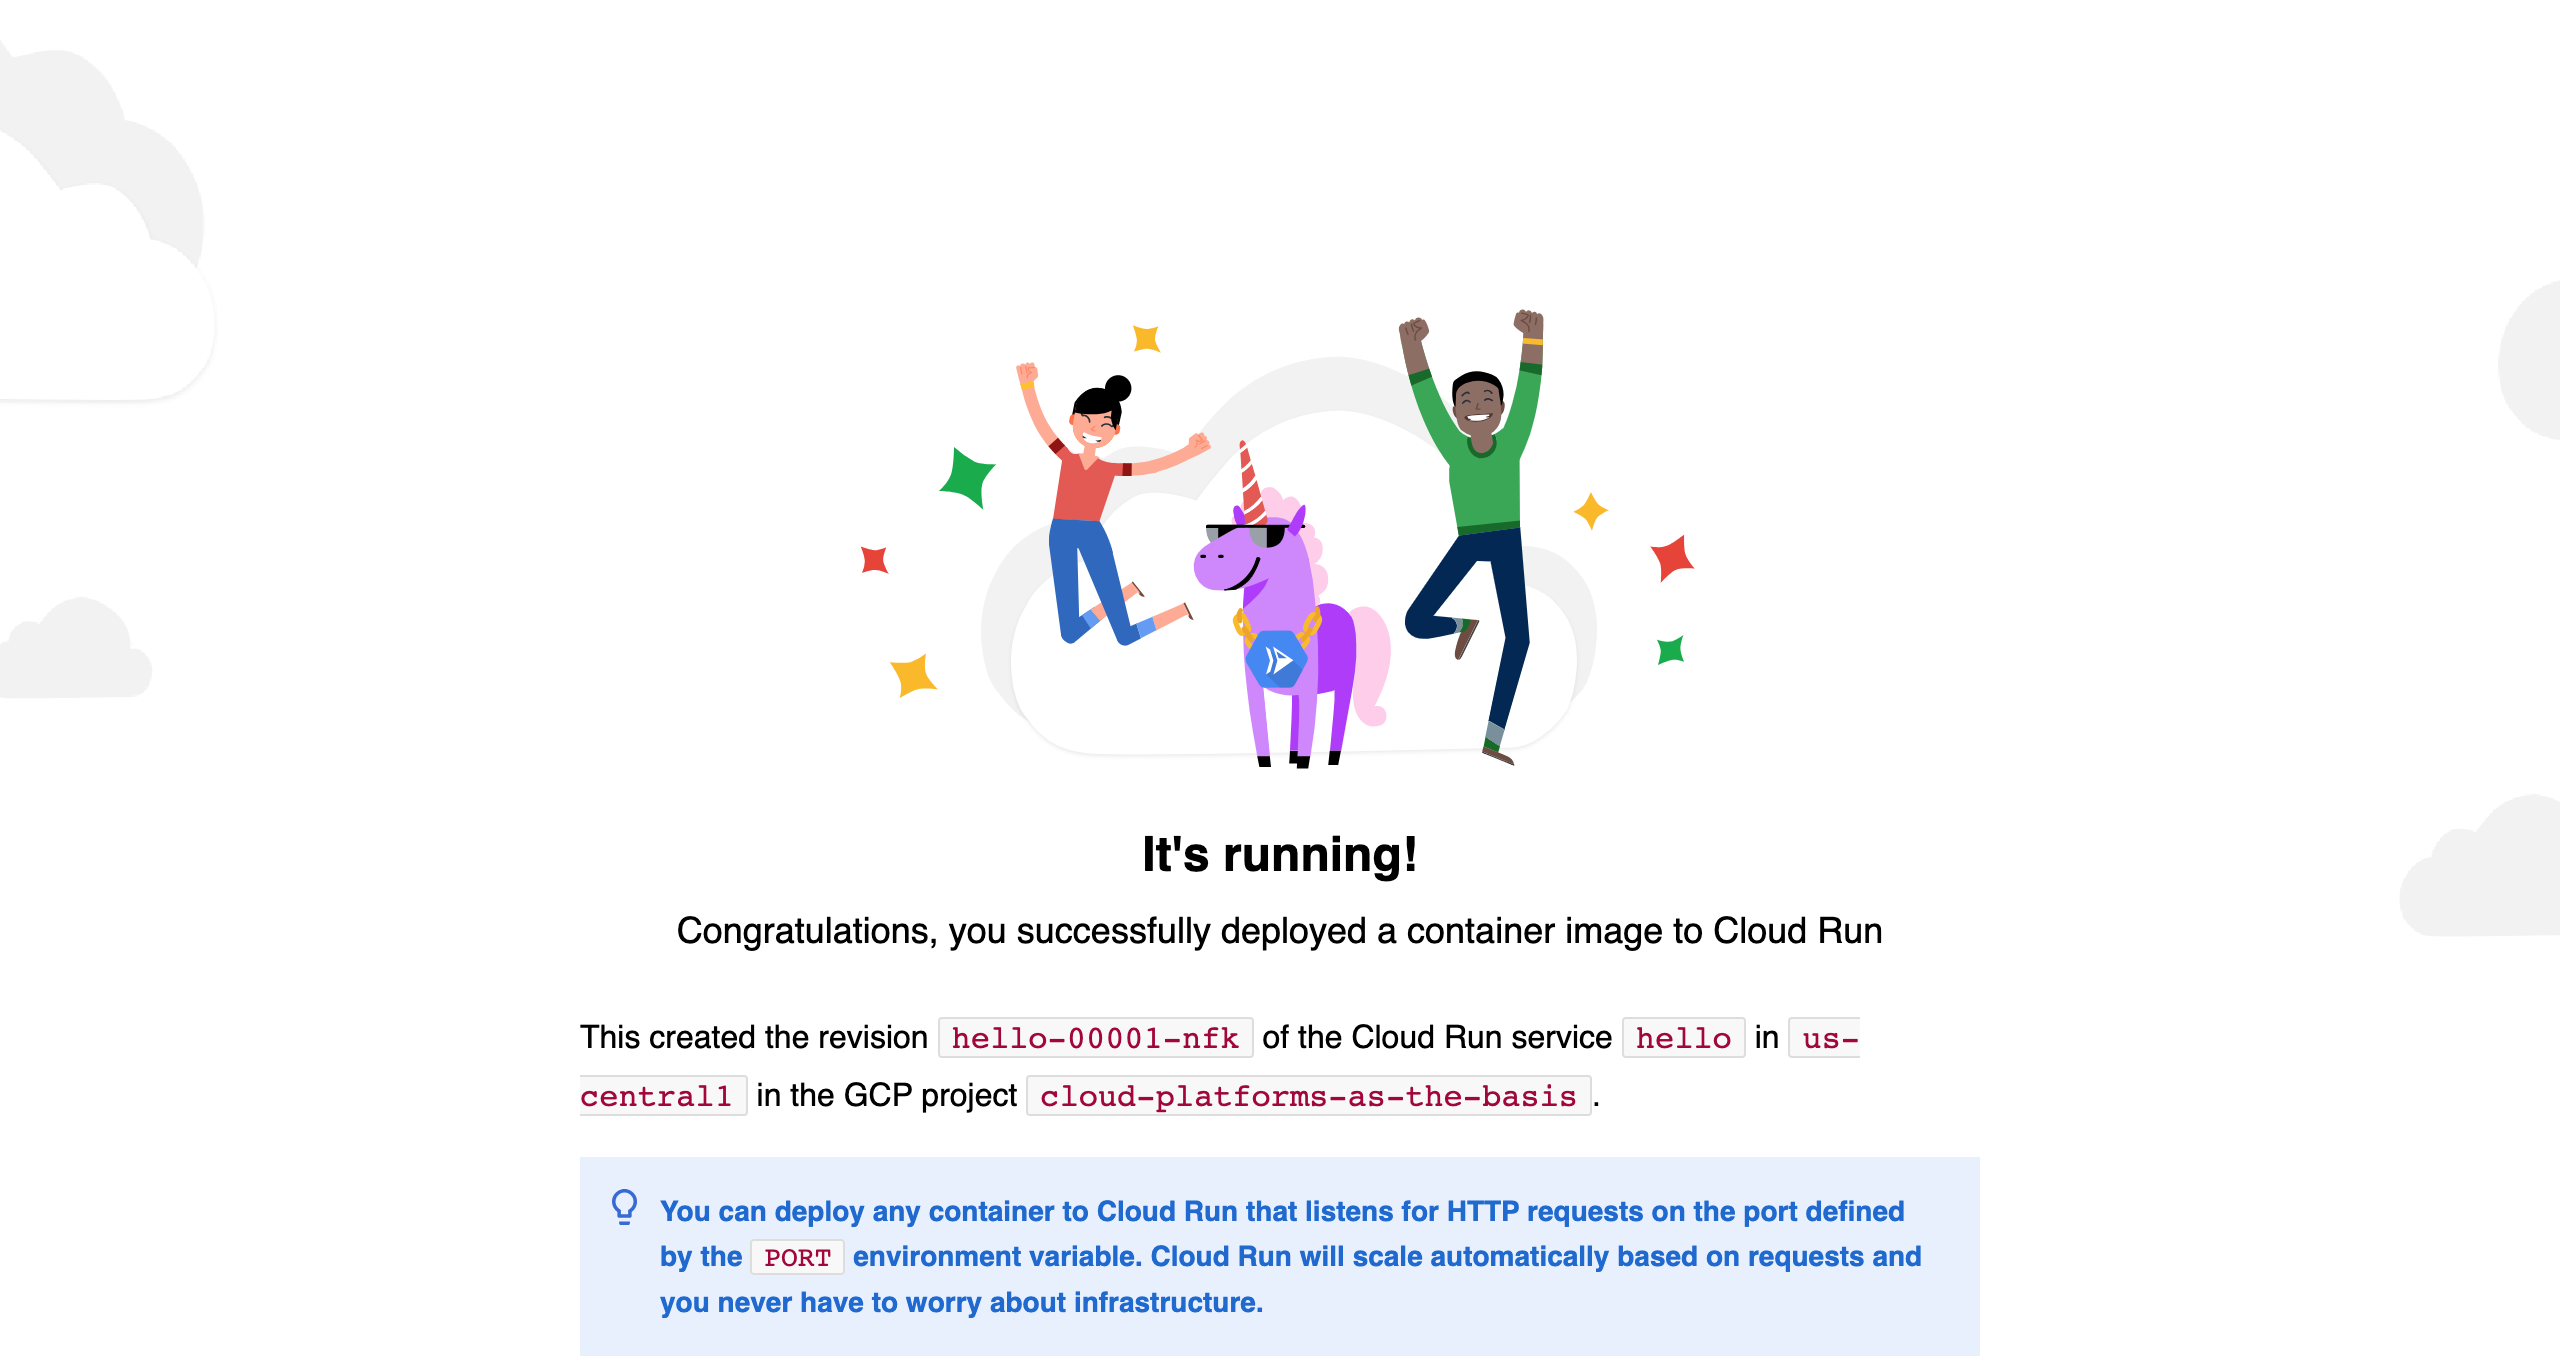 It's running!
Congratulations, you successfully deployed a container image to Cloud Run
This created the revision hello-00001-nfk of the Cloud Run service hello in us-
central1 in the GCP project cloud-platforms-as-the-basis.
You can deploy any container to Cloud Run that listens for HTTP requests on the port defined
by the PORT environment variable. Cloud Run will scale automatically based on requests and
you never have to worry about infrastructure.